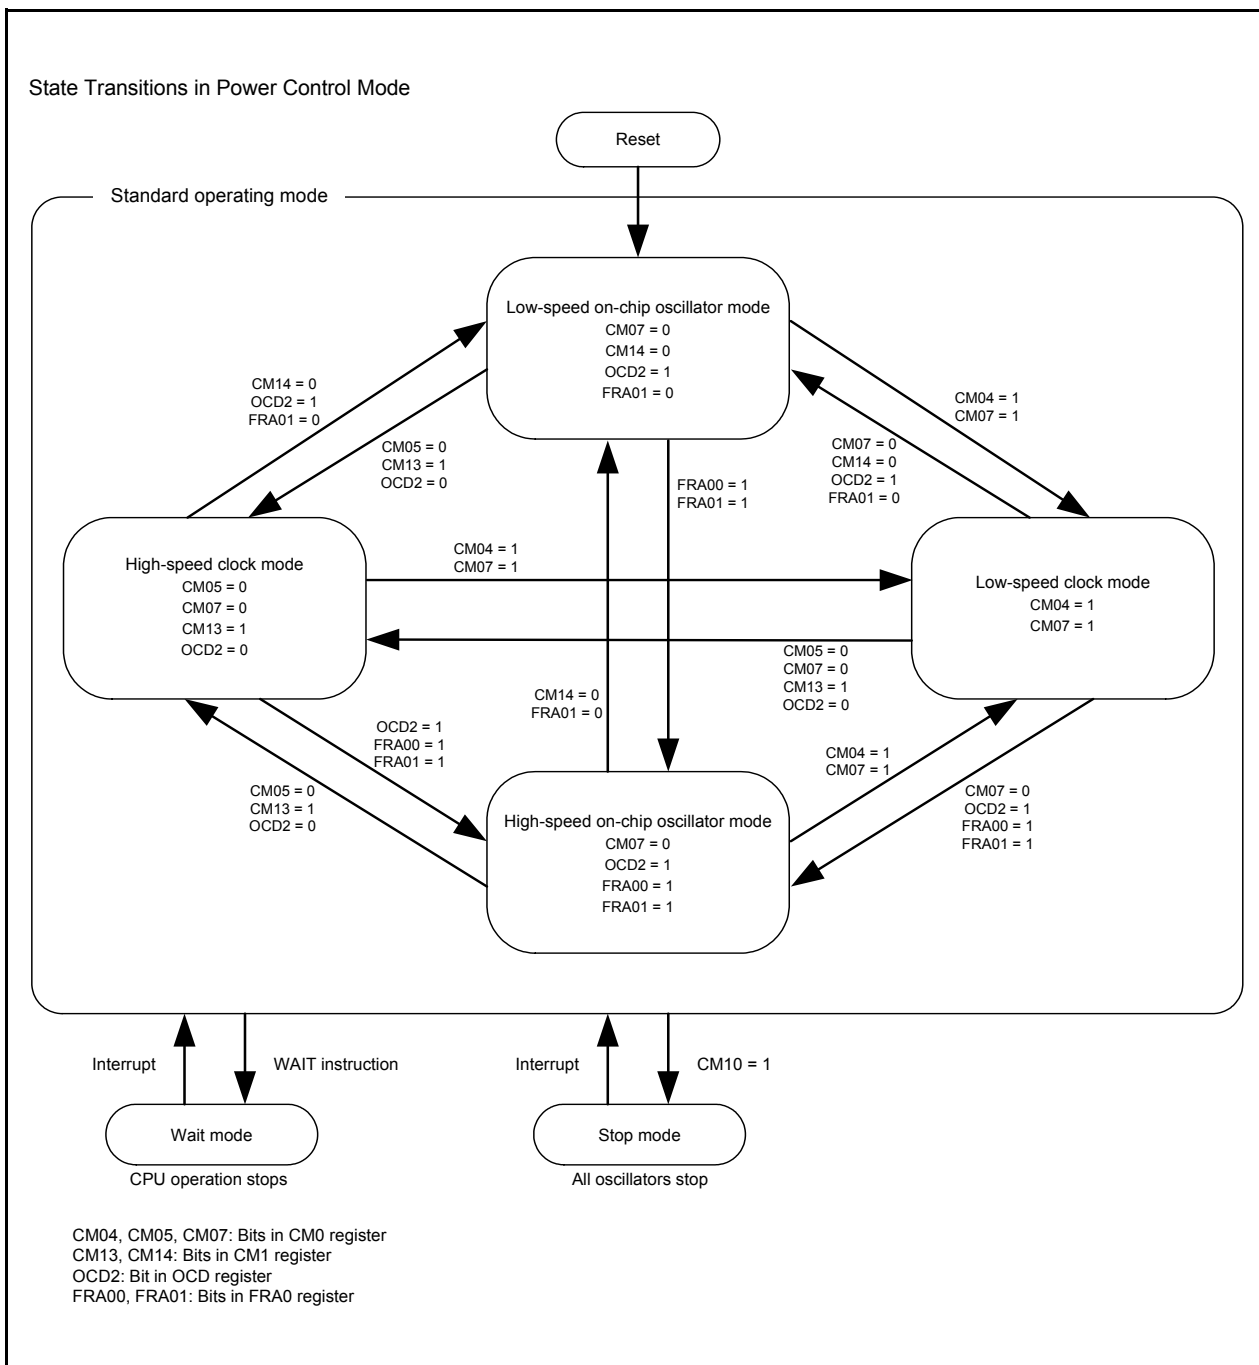 State Transitions in Power Control Mode
Reset
Standard operating mode
Low-speed on-chip oscillator mode
CM07 = 0
CM14 = 0
OCD2 = 1
FRA01 = 0
CM14 = 0
OCD2 = 1
FRA01 = 0
CM05 = 0
CM13 = 1
OCD2 = 0
FRA00 = 1
FRA01 = 1
CM07 = 0
CM14 = 0
OCD2 = 1
FRA01 = 0
CM04 = 1
CM07 = 1
High-speed clock mode
CM05 = 0
CM07 = 0
CM13 = 1
OCD2 = 0
CM04 = 1
CM07 = 1
Low-speed clock mode
CM04 = 1
CM07 = 1
CM05 = 0
CM07 = 0
CM13 = 1
OCD2 = 0
CM14 = 0
FRA01 = 0
OCD2 = 1
FRA00 = 1
FRA01 = 1
CM05 = 0
CM13 = 1
OCD2 = 0
CM04 = 1
CM07 = 1
CM07 = 0
OCD2 = 1
FRA00 = 1
FRA01 = 1
High-speed on-chip oscillator mode
CM07 = 0
OCD2 = 1
FRA00 = 1
FRA01 = 1
Interrupt
WAIT instruction
Interrupt
CM10 = 1
Wait mode
Stop mode
CPU operation stops
All oscillators stop
CM04, CM05, CM07: Bits in CM0 register
CM13, CM14: Bits in CM1 register
OCD2: Bit in OCD register
FRA00, FRA01: Bits in FRA0 register